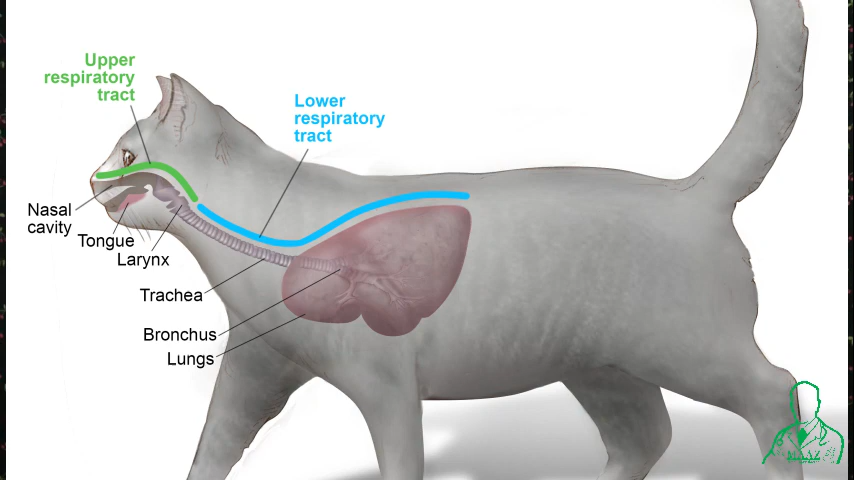 Upper
respiratory
tract
Lower
respiratory
tract
Nasal
cavity
Tongue
Larynx
Trachea
Bronchus
Lungs